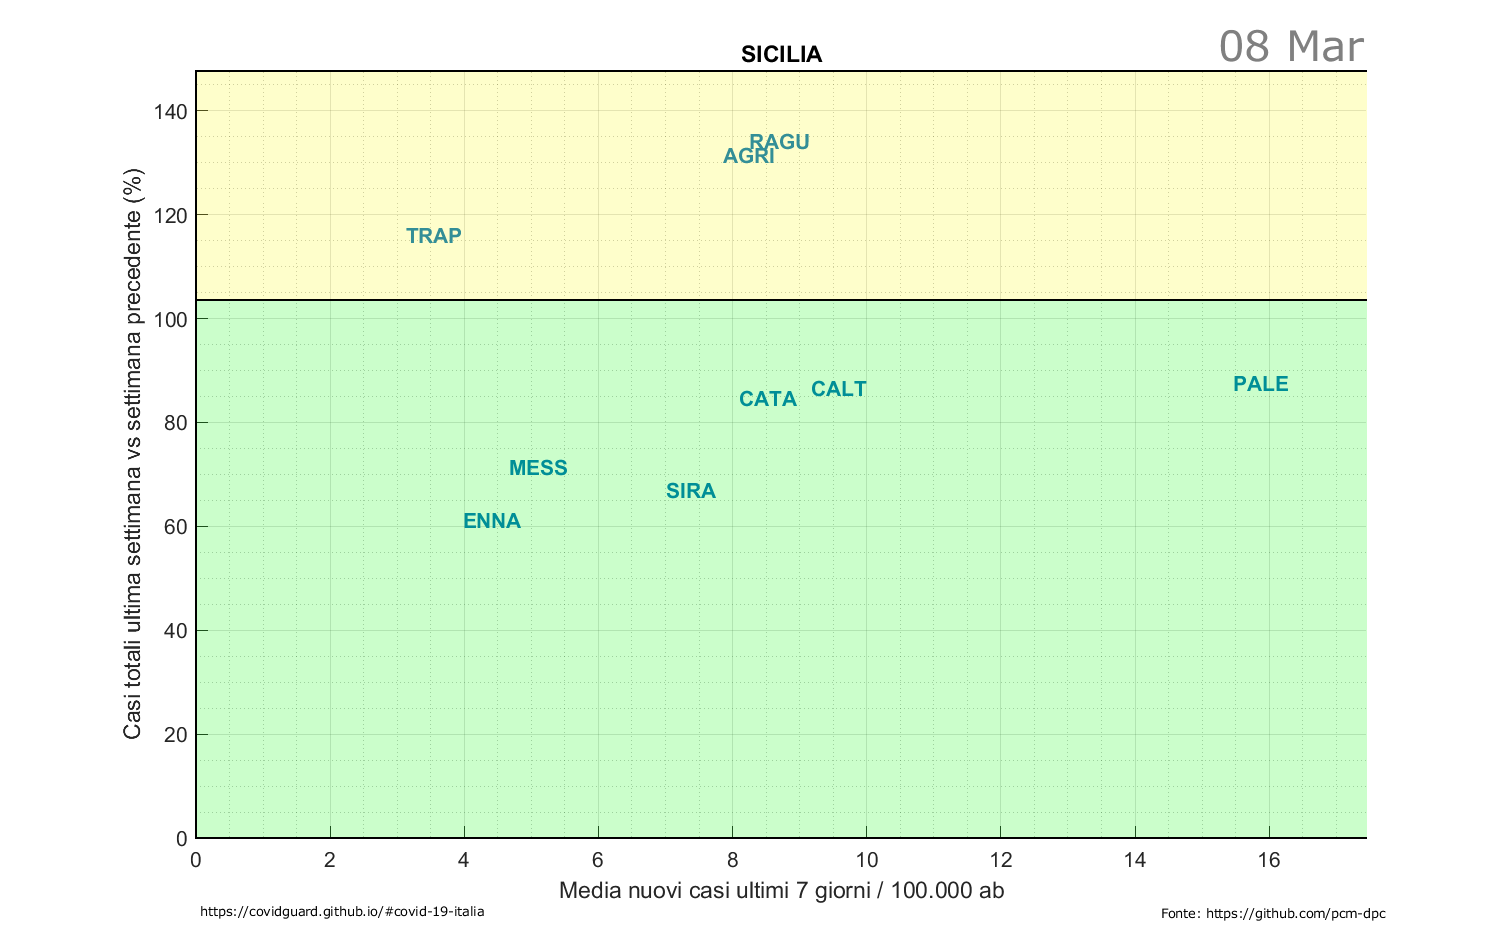 08 Mar
SICILIA
Casi totali ultima settimana vs settimana precedente (%)
140
120
100
80
60
40
20
0
RAGU
AGRI
TRAP
PALE
CALT
CATA
MESS
SIRA
ENNA
0 2 4 6 8 10 12 14 16
Media nuovi casi ultimi 7 giorni / 100.000 ab
https://covidguard.github.io/#covid-19-italia
Fonte: https://github.com/pcm-dpc